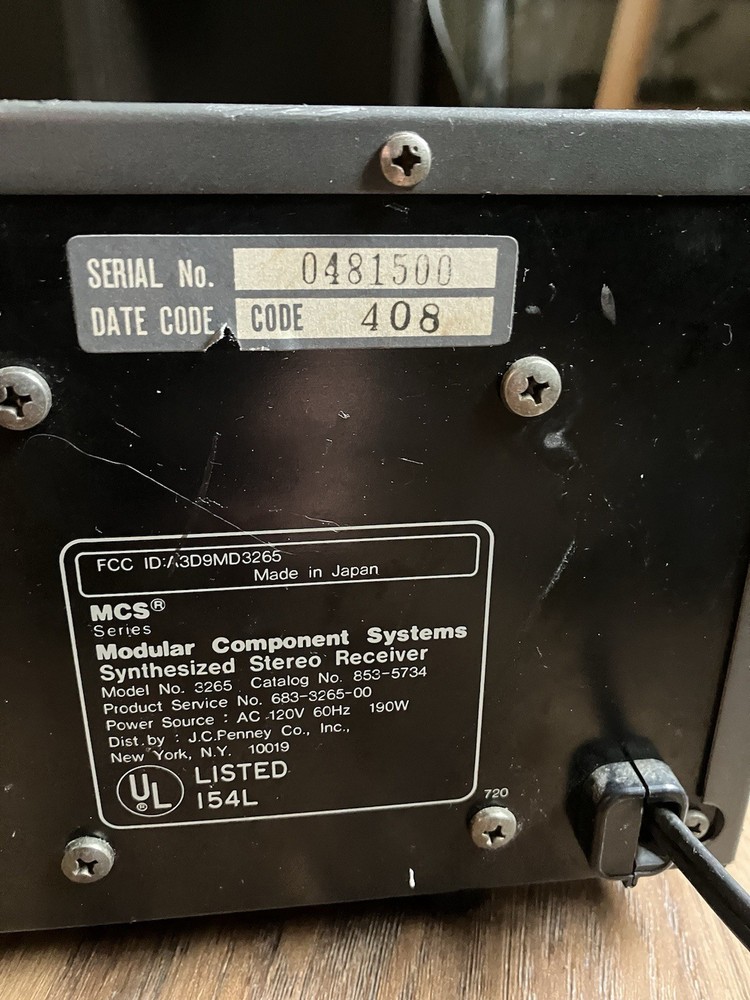 SERIAL No. 0481500
DATE CODE CODE 408
FCC ID:A3D9MD3265
Made in Japan
MCS®
Series
Modular Component Systems
Synthesized Stereo Receiver
Model No. 3265 Catalog No. 853-5734
Product Service No. 683-3265-00
Power Source : AC 120V 60Hz 190W
Dist. by : J.C.Penney Co., Inc.,
New York, N.Y. 10019
UL® LISTED
154L
720